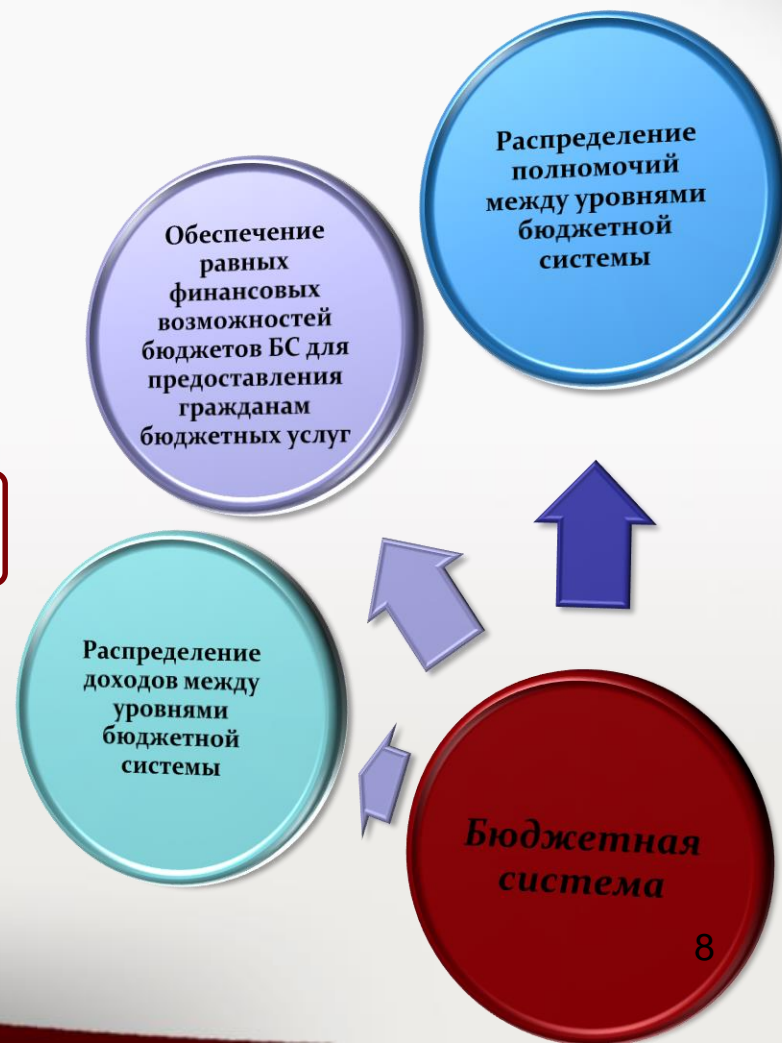 Распределение
полномочий
между уровнями
бюджетной
системы
Обеспечение
равных
финансовых
возможностей
бюджетов БС для
предоставления
гражданам
бюджетных услуг
Распределение
доходов между
уровнями
бюджетной
системы
Бюджетная
система
8